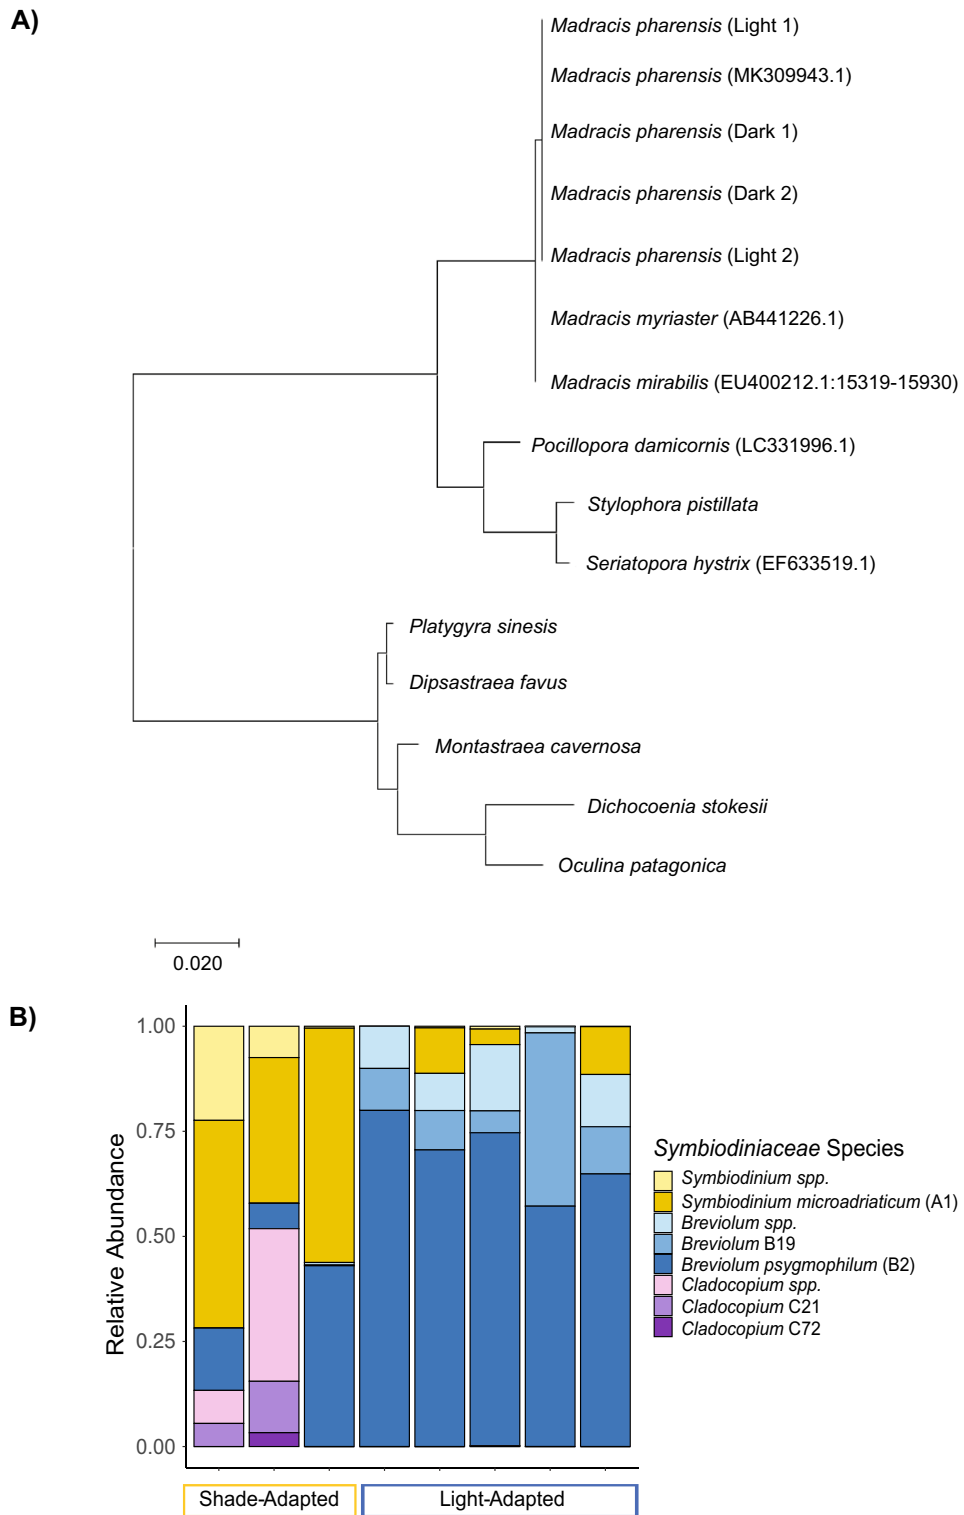 A)
Madracis pharensis (Light 1)
Madracis pharensis (MK309943.1)
Madracis pharensis (Dark 1)
Madracis pharensis (Dark 2)
Madracis pharensis (Light 2)
Madracis myriaster (AB441226.1)
Madracis mirabilis (EU400212.1:15319-15930)
Pocillopora damicornis (LC331996.1)
Stylophora pistillata
Seriatopora hystrix (EF633519.1)
Platygyra sinesis
Dipsastraea favus
Montastraea cavernosa
Dichocoenia stokesii
Oculina patagonica
0.020
B)
1.00
0.75
0.50
0.25
0.00
Relative Abundance
Shade-Adapted
Light-Adapted
Symbiodiniaceae Species
Symbiodinium spp.
Symbiodinium microadriaticum (A1)
Breviolum spp.
Breviolum B19
Breviolum psygmophilum (B2)
Cladocopium spp.
Cladocopium C21
Cladocopium C72